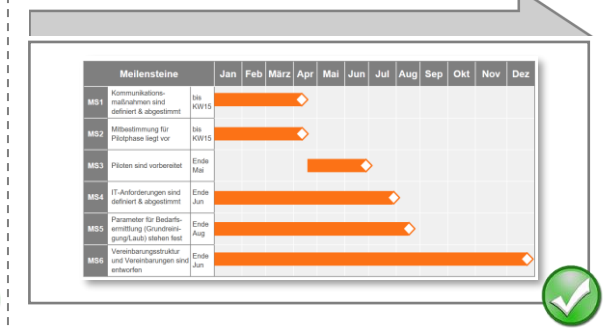 Meilensteine Jan Feb März Apr Mai Jun Jul Aug Sep Okt Nov Dez
MS1 Kommunikations-
maßnahmen sind
definiert & abgestimmt bis
KW15
MS2 Mitbestimmung für
Pilotphase liegt vor bis
KW15
MS3 Piloten sind vorbereitet Ende
Mai
MS4 IT-Anforderungen sind
definiert & abgestimmt Ende
Jun
MS5 Parameter für Bedarfs-
ermittlung (Grundreini-
gung/Laub) stehen fest Ende
Aug
MS6 Vereinbarungsstruktur
und Vereinbarungen sind
entworfen Ende
Jun